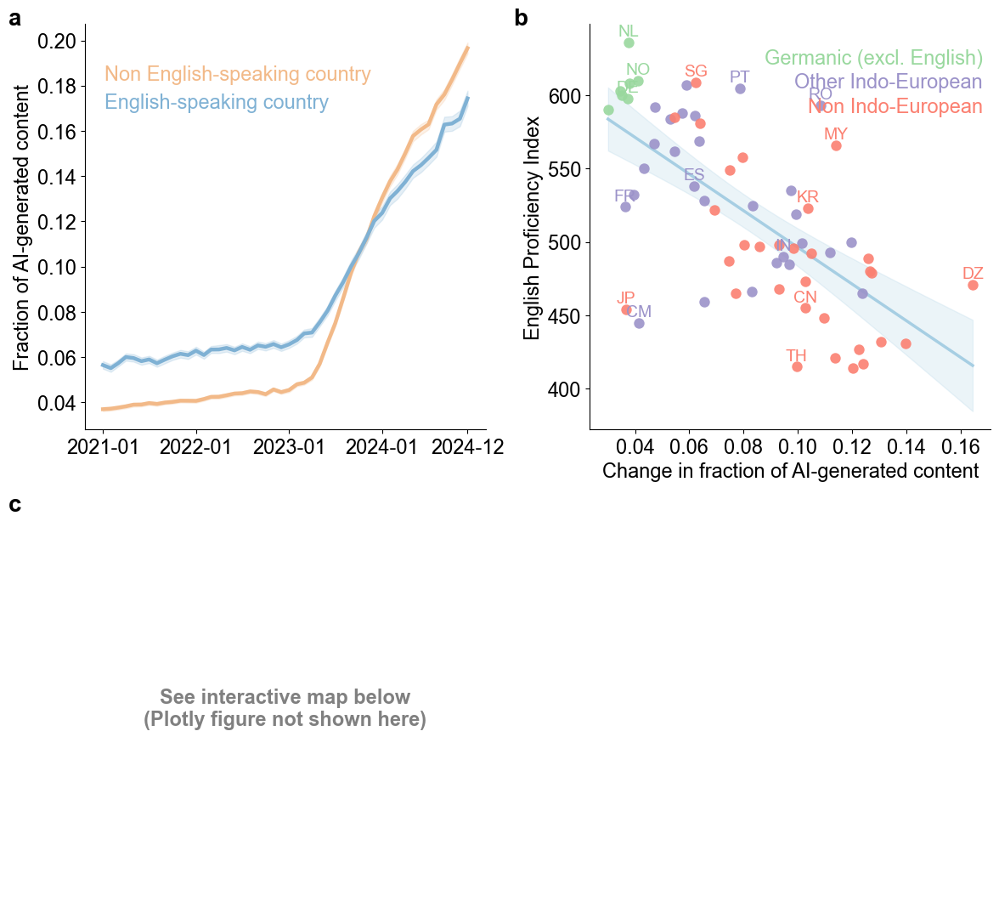 a
Fraction of AI-generated content
0.20
0.18
0.16
0.14
0.12
0.10
0.08
0.06
0.04
Non English-speaking country
English-speaking country
2021-01 2022-01 2023-01 2024-01 2024-12
b
English Proficiency Index
600
550
500
450
400
Germanic (excl. English)
Other Indo-European
Non Indo-European
NL
NO
DE
SG
PT
RO
MY
ES
FR
KR
IN
DZ
JP
CM
CN
TH
0.04 0.06 0.08 0.10 0.12 0.14 0.16
Change in fraction of AI-generated content
c
See interactive map below
(Plotly figure not shown here)